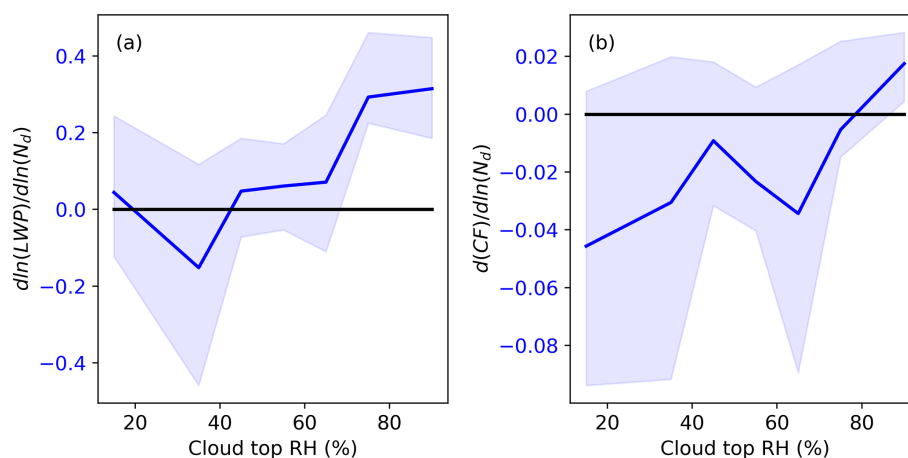 (a)
dln(LWP)/dln(N_d)
0.4
0.2
0.0
−0.2
−0.4
20 40 60 80
Cloud top RH (%)
(b)
d(CF)/dln(N_d)
0.02
0.00
−0.02
−0.04
−0.06
−0.08
20 40 60 80
Cloud top RH (%)